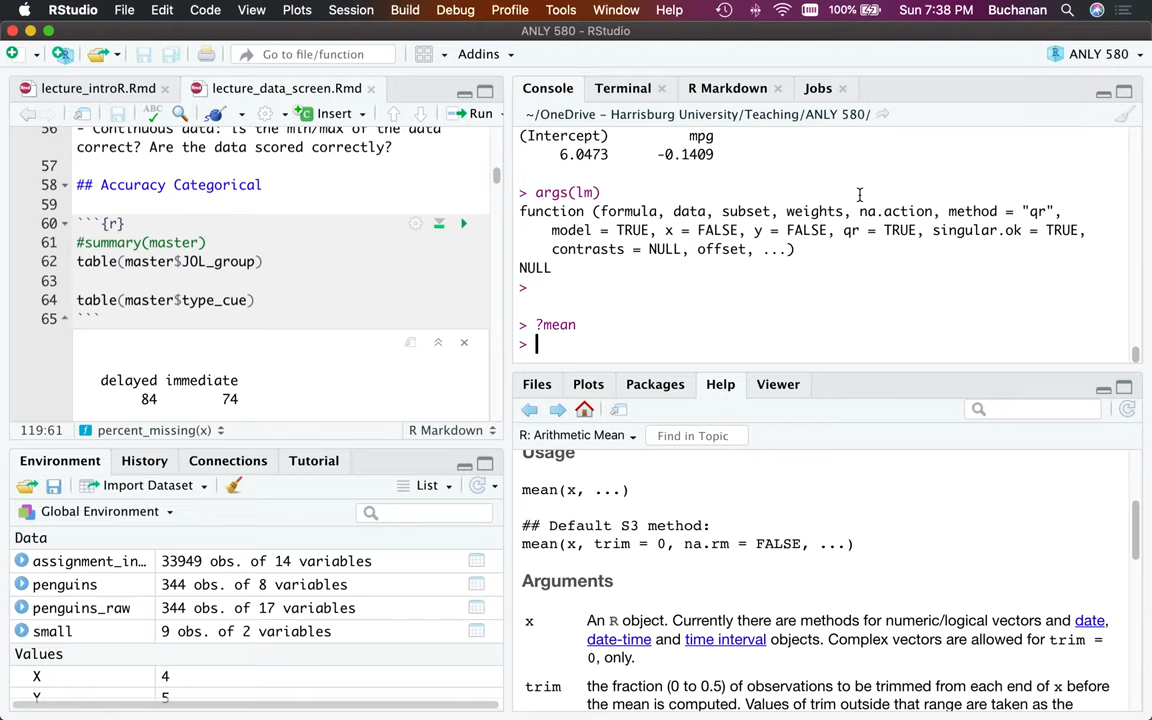 RStudio File Edit Code View Plots Session Build Debug Profile Tools Window Help 100% Sun 7:38 PM Buchanan
ANLY 580 - RStudio
Go to file/function Addins ANLY 580
lecture_introR.Rmd lecture_data_screen.Rmd
ABC Insert Run
56 - Continuous data: is the min/max of the data
correct? Are the data scored correctly?
57
58 ## Accuracy Categorical
59
60 ```{r}
61 #summary(master)
62 table(master$JOL_group)
63
64 table(master$type_cue)
65 ```
delayed immediate
84 74
119:61 percent_missing(x) R Markdown
Console Terminal R Markdown Jobs
~/OneDrive - Harrisburg University/Teaching/ANLY 580/
(Intercept) mpg
6.0473 -0.1409
> args(lm)
function (formula, data, subset, weights, na.action, method = "qr",
model = TRUE, x = FALSE, y = FALSE, qr = TRUE, singular.ok = TRUE,
contrasts = NULL, offset, ...)
NULL
>
> ?mean
>
Environment History Connections Tutorial
Import Dataset List
Global Environment
Data
assignment_in… 33949 obs. of 14 variables
penguins 344 obs. of 8 variables
penguins_raw 344 obs. of 17 variables
small 9 obs. of 2 variables
Values
X 4
Y 5
Files Plots Packages Help Viewer
R: Arithmetic Mean Find in Topic
Usage
mean(x, ...)
## Default S3 method:
mean(x, trim = 0, na.rm = FALSE, ...)
Arguments
x An R object. Currently there are methods for numeric/logical vectors and date,
date-time and time interval objects. Complex vectors are allowed for trim =
0, only.
trim the fraction (0 to 0.5) of observations to be trimmed from each end of x before
the mean is computed. Values of trim outside that range are taken as the